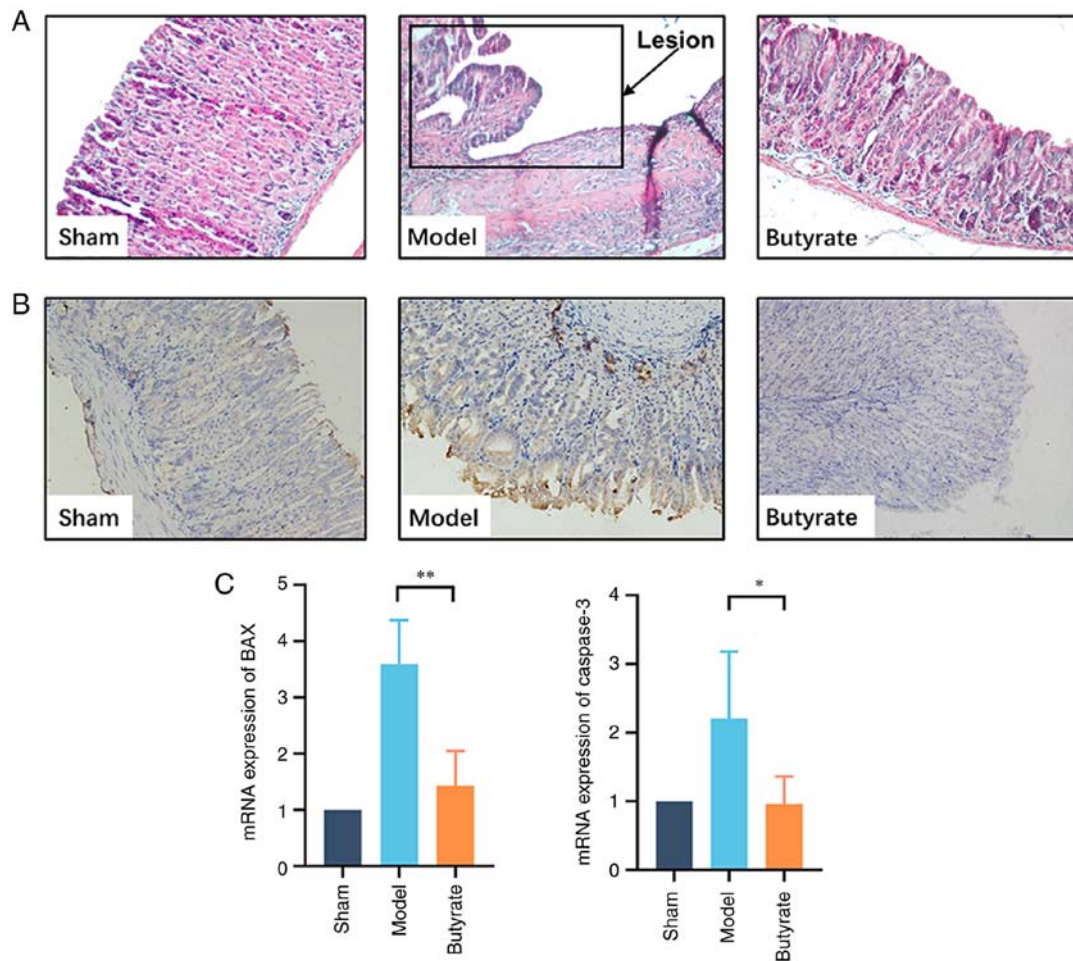 A
Sham
Lesion
Model
Butyrate
B
Sham
Model
Butyrate
C
mRNA expression of BAX
5
4
3
2
1
0
**
Sham
Model
Butyrate
mRNA expression of caspase-3
4
3
2
1
0
*
Sham
Model
Butyrate